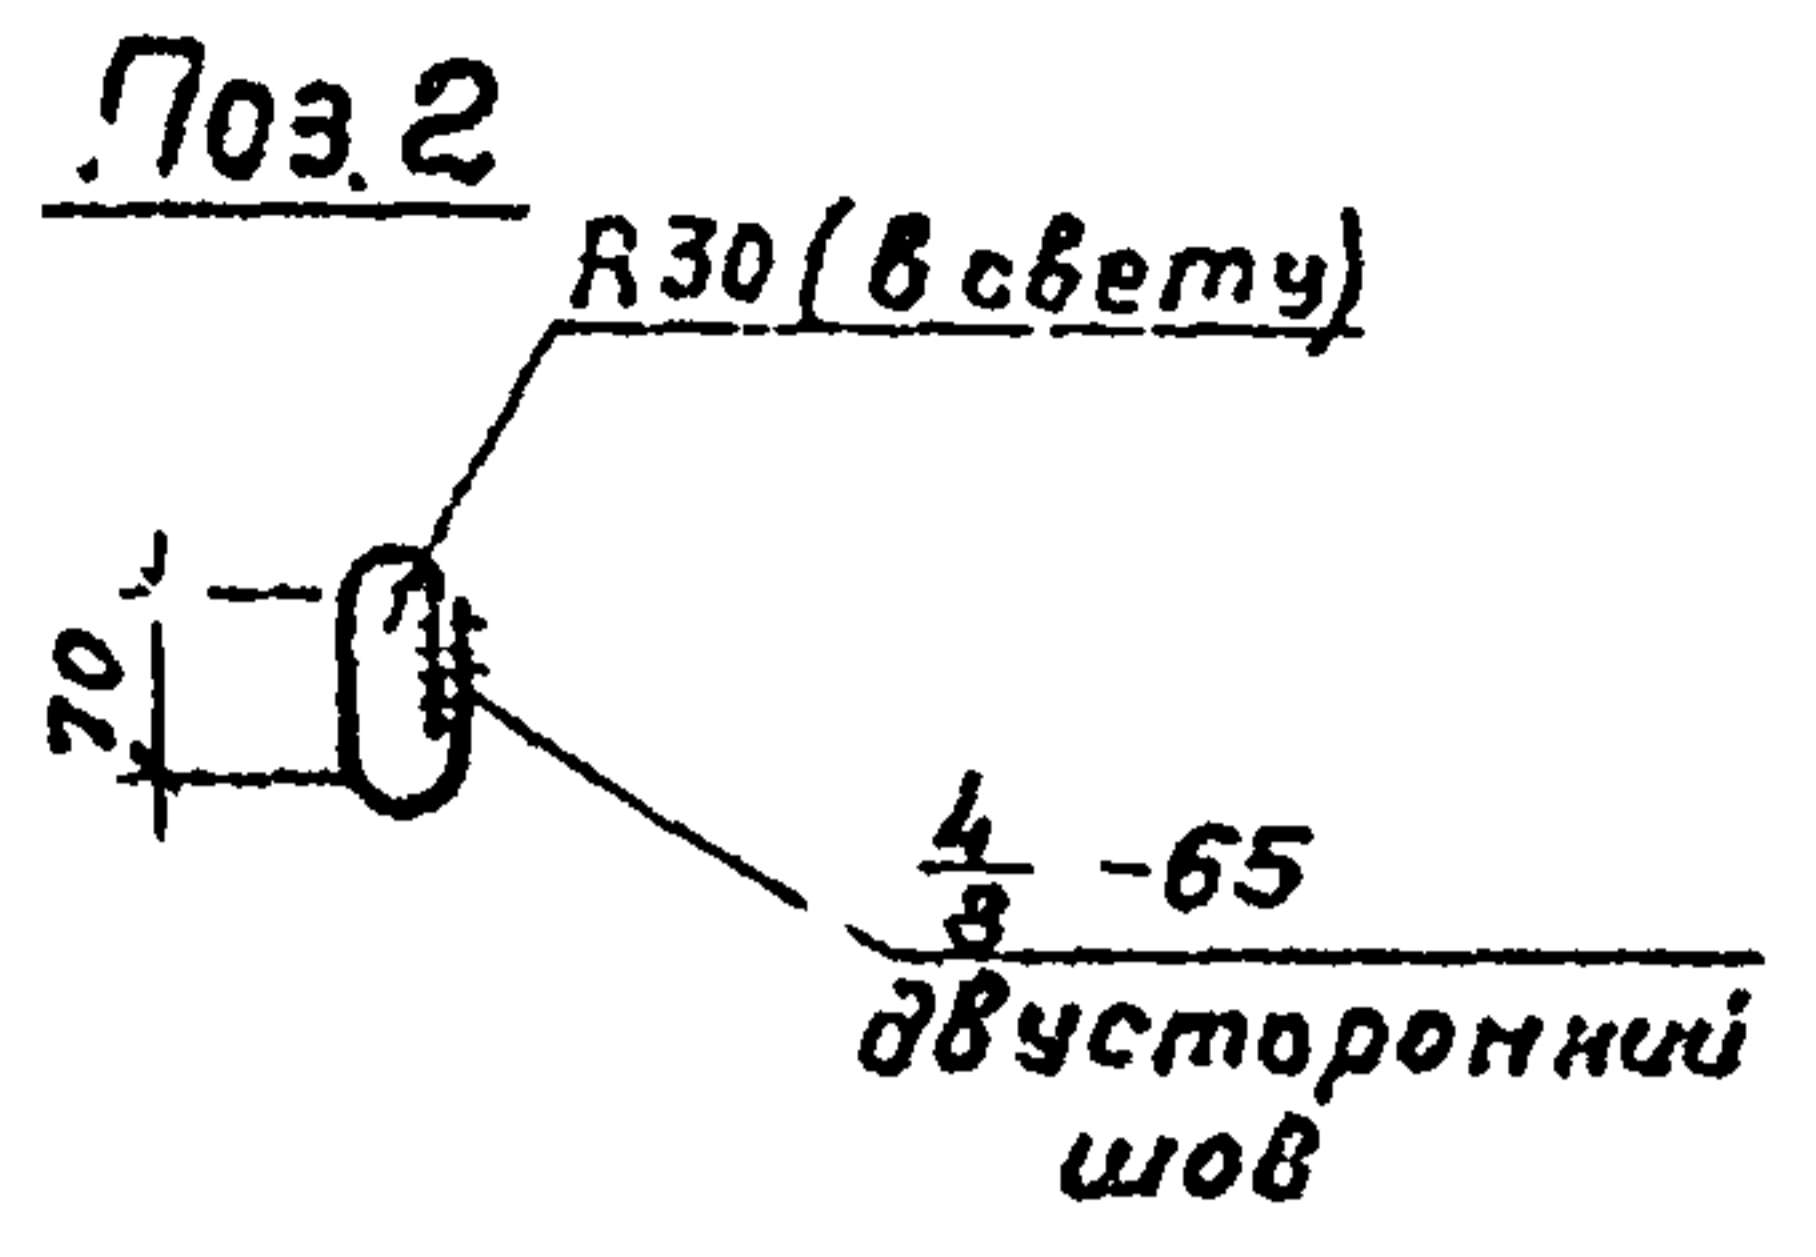 Поз.2
R30 (в свету)
70
4/8 -65
двусторонний
шов